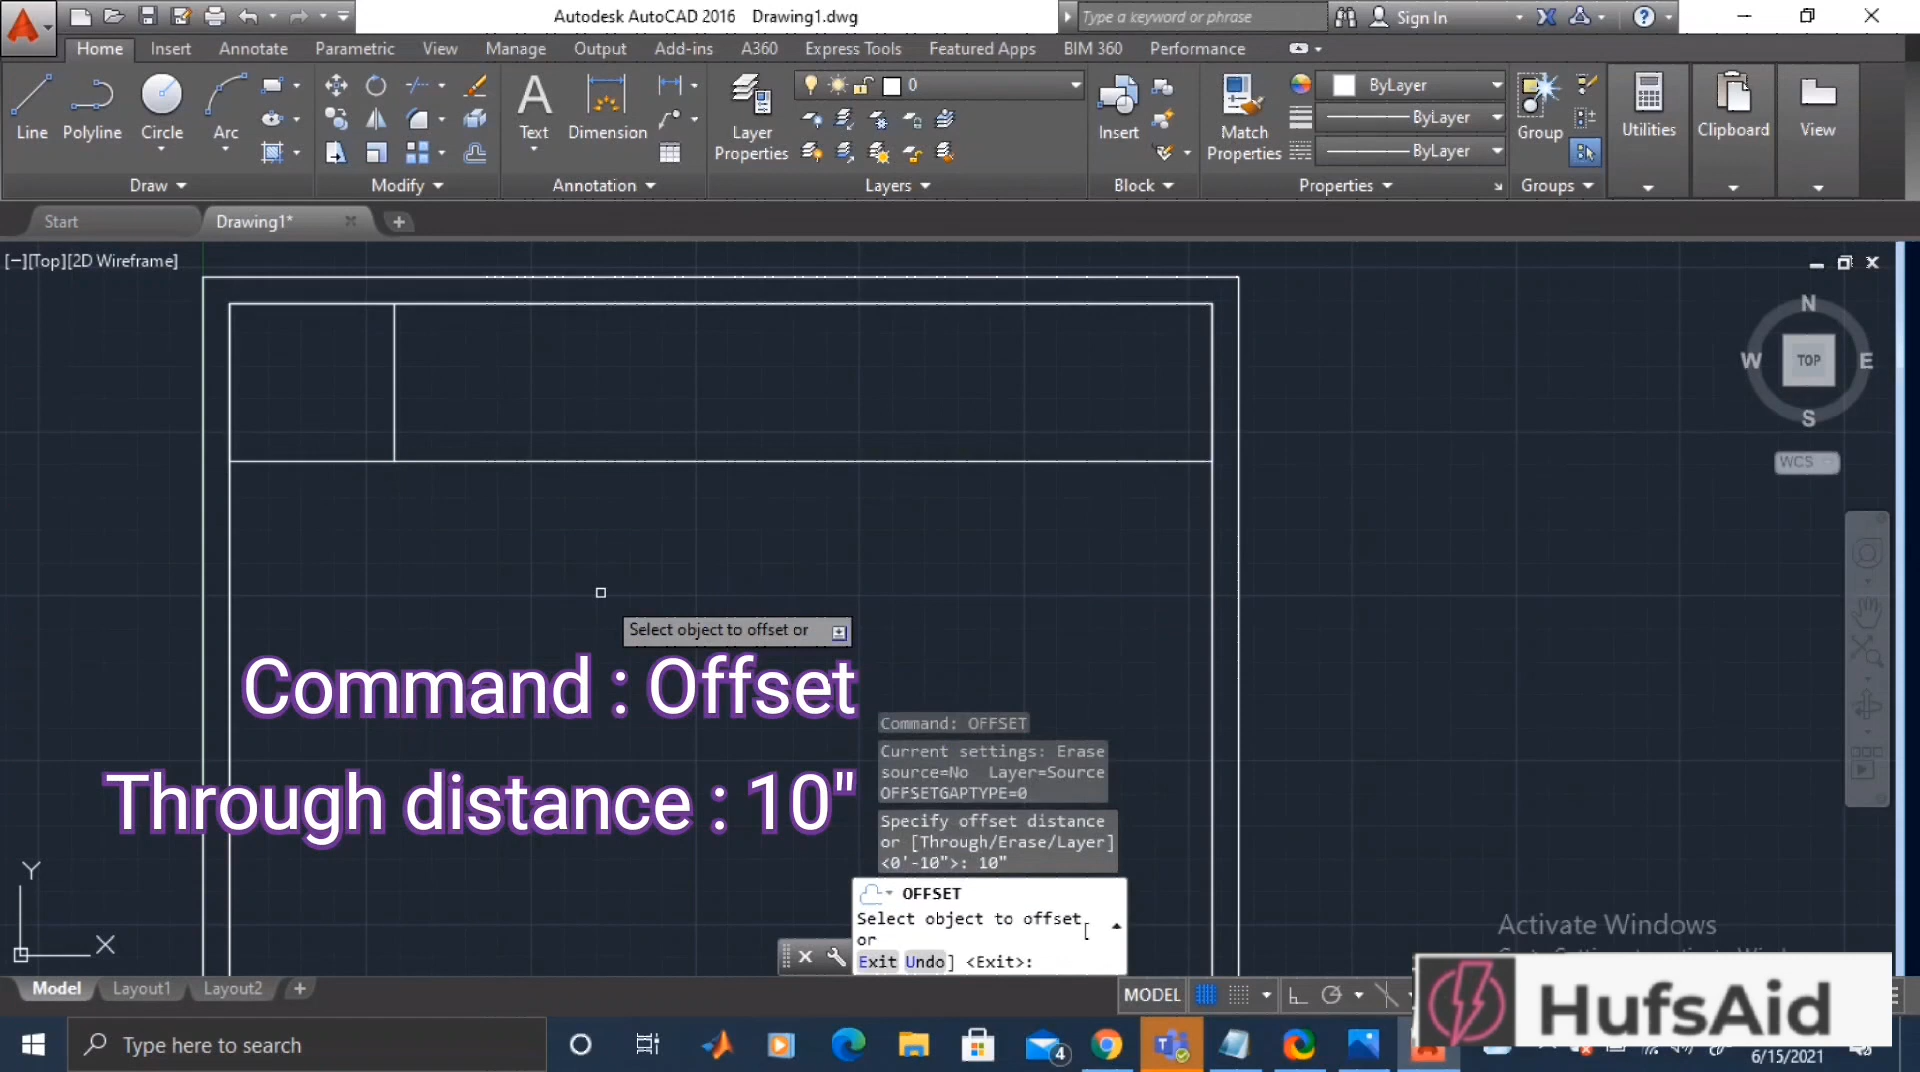 Autodesk AutoCAD 2016 Drawing1.dwg
Type a keyword or phrase
Sign In
Home Insert Annotate Parametric View Manage Output Add-ins A360 Express Tools Featured Apps BIM 360 Performance
0
ByLayer
ByLayer
ByLayer
Line Polyline Circle Arc
Text Dimension
Layer Properties
Insert
Match Properties
Group
Utilities Clipboard View
Draw Modify Annotation Layers Block Properties Groups
Start Drawing1*
[−][Top][2D Wireframe]
N
W TOP E
S
WCS
Select object to offset or
Command : Offset
Through distance : 10"
Command: OFFSET
Current settings: Erase
source=No Layer=Source
OFFSETGAPTYPE=0
Specify offset distance
or [Through/Erase/Layer]
<0'-10">: 10"
OFFSET
Select object to offset
or [
Exit Undo] <Exit>:
Y
X
Activate Windows
Model Layout1 Layout2
MODEL
HufsAid
Type here to search
4
6/15/2021